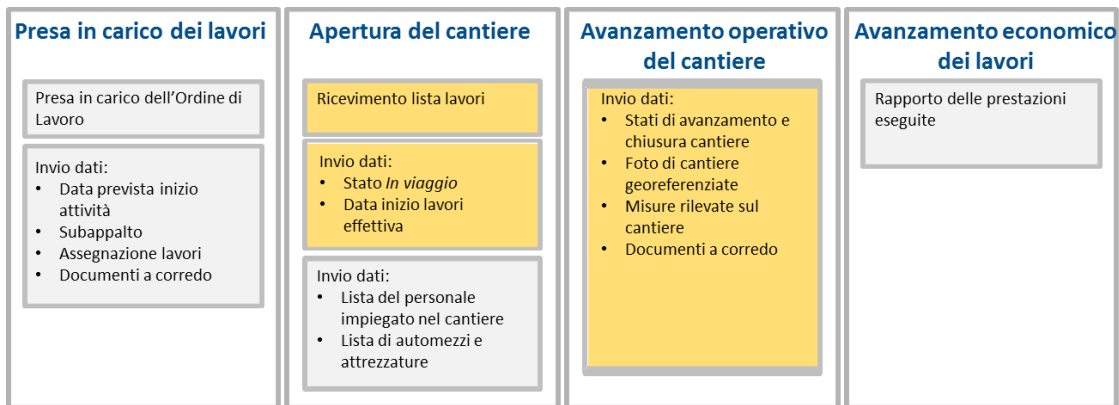 Presa in carico dei lavori
Presa in carico dell’Ordine di
Lavoro
Invio dati:
• Data prevista inizio
attività
• Subappalto
• Assegnazione lavori
• Documenti a corredo
Apertura del cantiere
Ricevimento lista lavori
Invio dati:
• Stato In viaggio
• Data inizio lavori
effettiva
Invio dati:
• Lista del personale
impiegato nel cantiere
• Lista di automezzi e
attrezzature
Avanzamento operativo
del cantiere
Invio dati:
• Stati di avanzamento e
chiusura cantiere
• Foto di cantiere
georeferenziate
• Misure rilevate sul
cantiere
• Documenti a corredo
Avanzamento economico
dei lavori
Rapporto delle prestazioni
eseguite